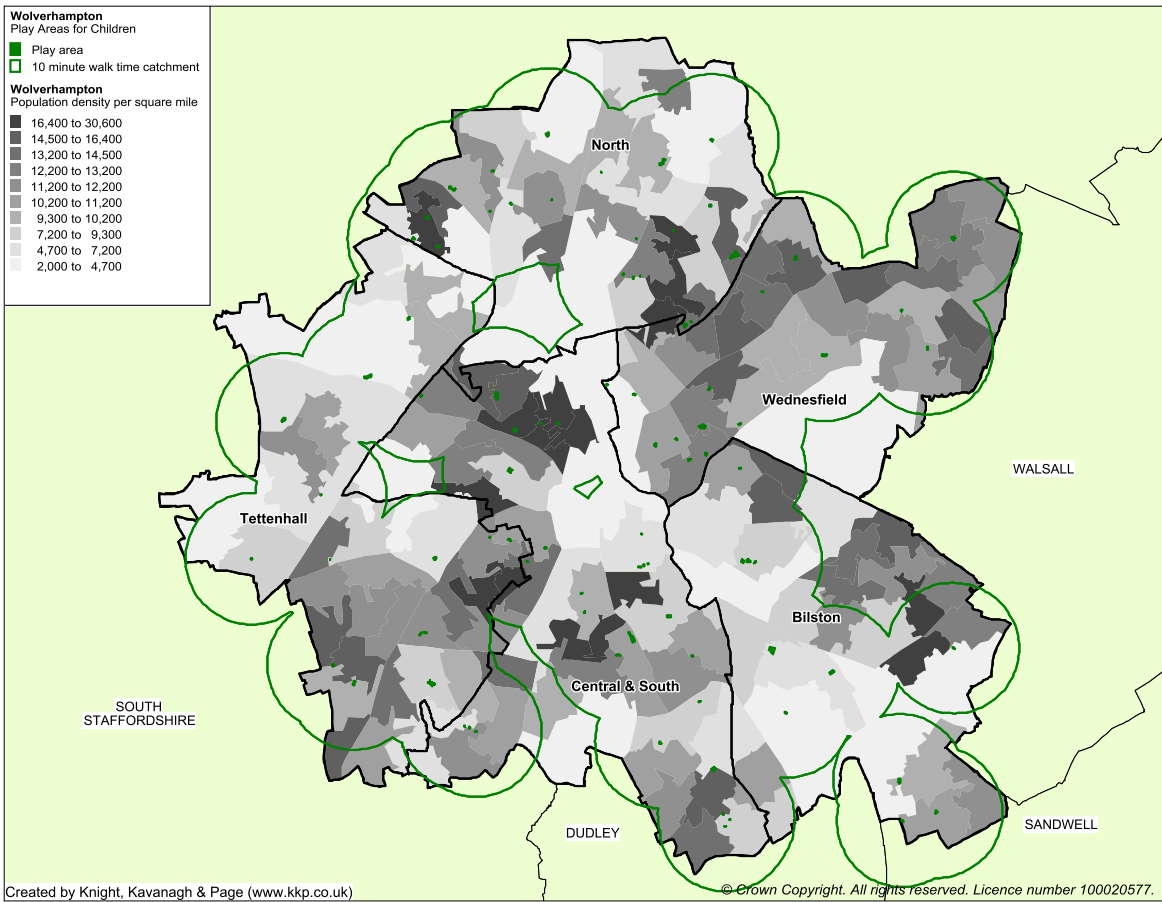 Wolverhampton
Play Areas for Children
Play area
10 minute walk time catchment
Wolverhampton
Population density per square mile
16,400 to 30,600
14,500 to 16,400
13,200 to 14,500
12,200 to 13,200
11,200 to 12,200
10,200 to 11,200
9,300 to 10,200
7,200 to 9,300
4,700 to 7,200
2,000 to 4,700
North
Wednesfield
WALSALL
Tettenhall
Bilston
Central & South
SOUTH
STAFFORDSHIRE
DUDLEY
SANDWELL
Created by Knight, Kavanagh & Page (www.kkp.co.uk)
© Crown Copyright. All rights reserved. Licence number 100020577.